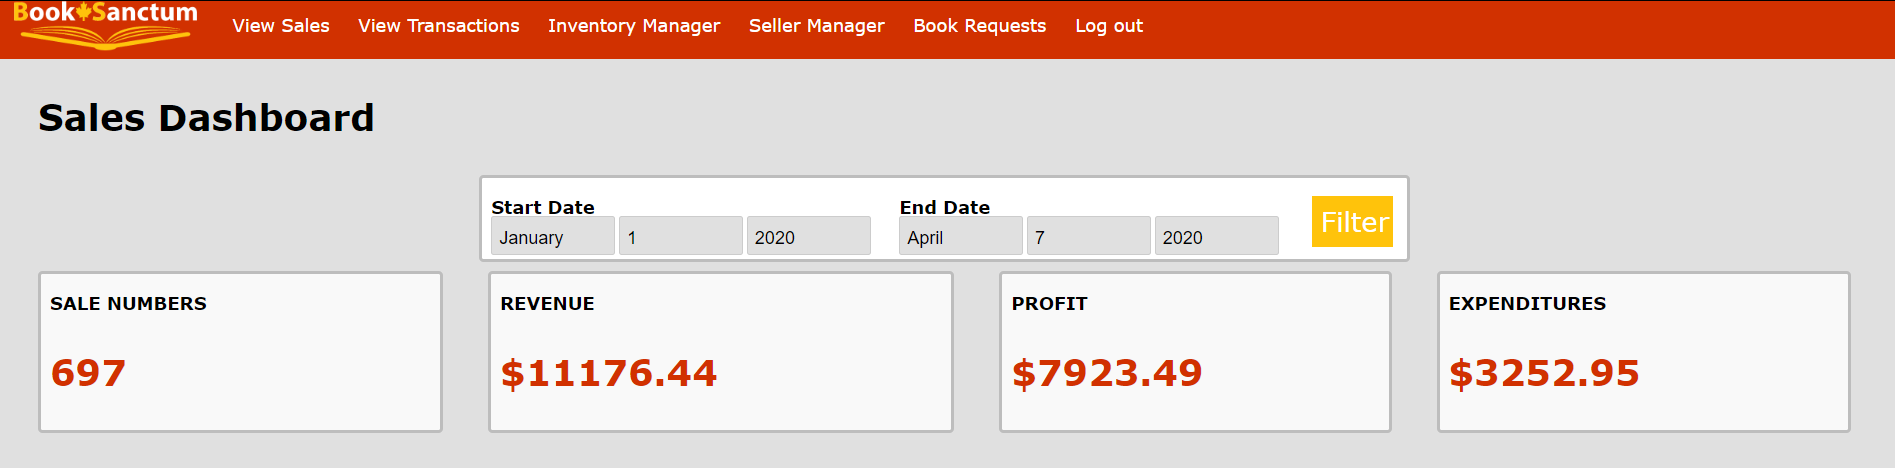 Book Sanctum
View Sales View Transactions Inventory Manager Seller Manager Book Requests Log out
Sales Dashboard
Start Date End Date
January 1 2020 April 7 2020 Filter
SALE NUMBERS REVENUE PROFIT EXPENDITURES
697 $11176.44 $7923.49 $3252.95